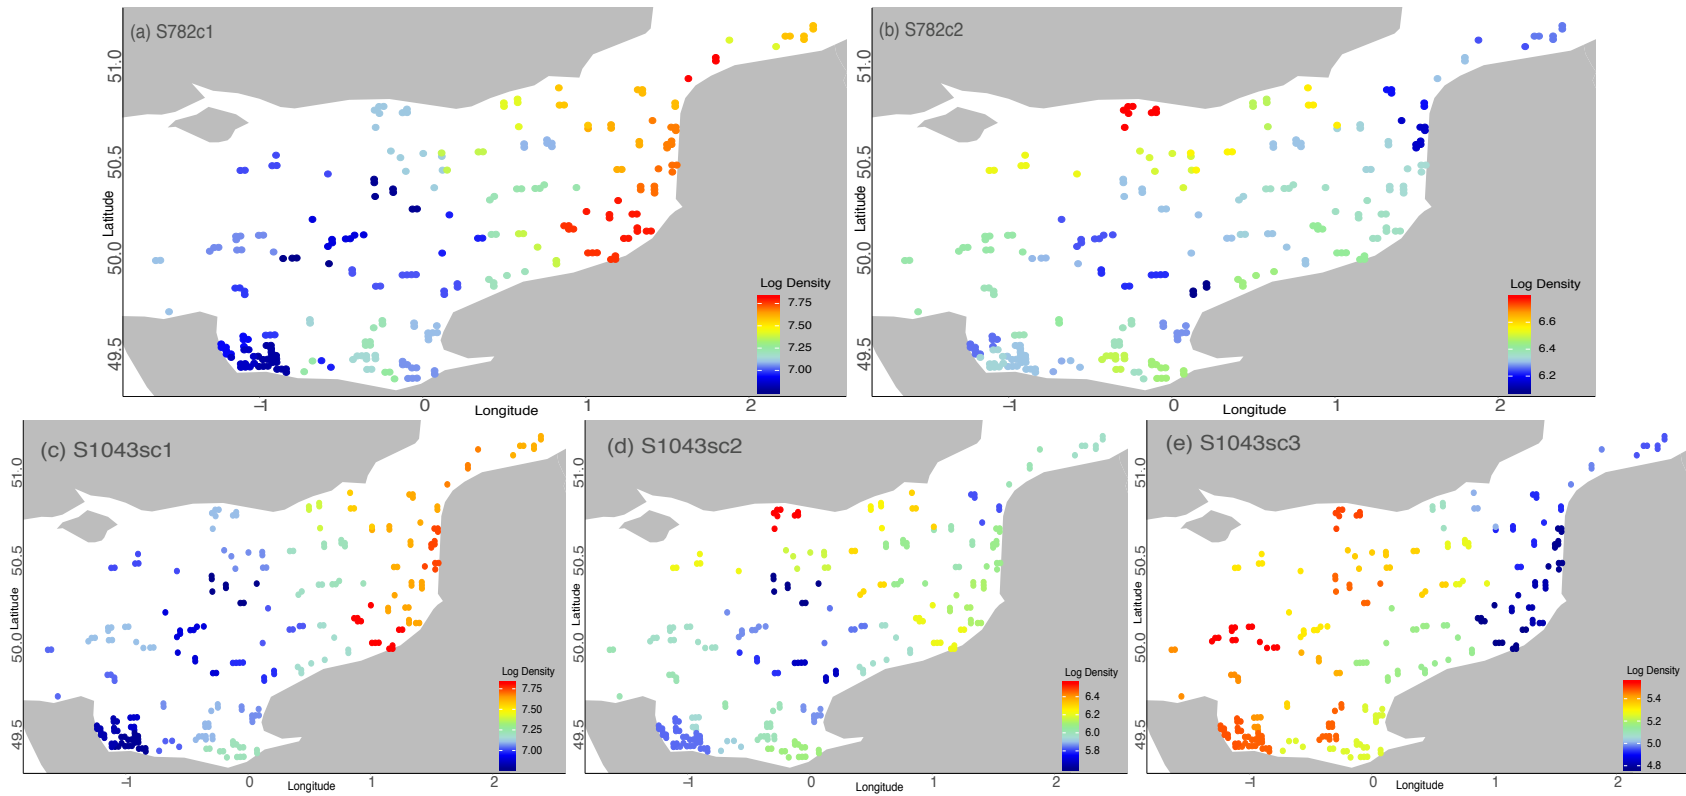 (a) S782c1
51.0
50.5
50.0
49.5
Latitude
Log Density
7.75
7.50
7.25
7.00
−1
0
1
2
Longitude
(b) S782c2
51.0
50.5
50.0
49.5
Latitude
Log Density
6.6
6.4
6.2
−1
0
1
2
Longitude
(c) S1043sc1
51.0
50.5
50.0
49.5
Latitude
Log Density
7.75
7.50
7.25
7.00
−1
0
1
2
Longitude
(d) S1043sc2
51.0
50.5
50.0
49.5
Latitude
Log Density
6.4
6.2
6.0
5.8
−1
0
1
2
Longitude
(e) S1043sc3
51.0
50.5
50.0
49.5
Latitude
Log Density
5.4
5.2
5.0
4.8
−1
0
1
2
Longitude